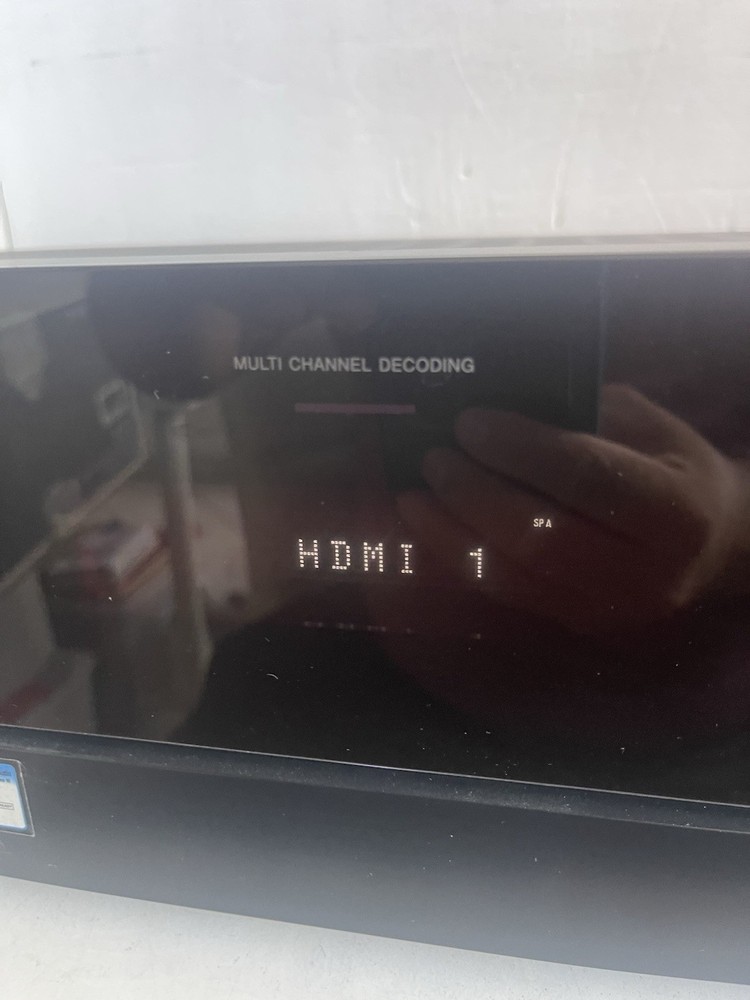 MULTI CHANNEL DECODING
SP A
HDMI 1